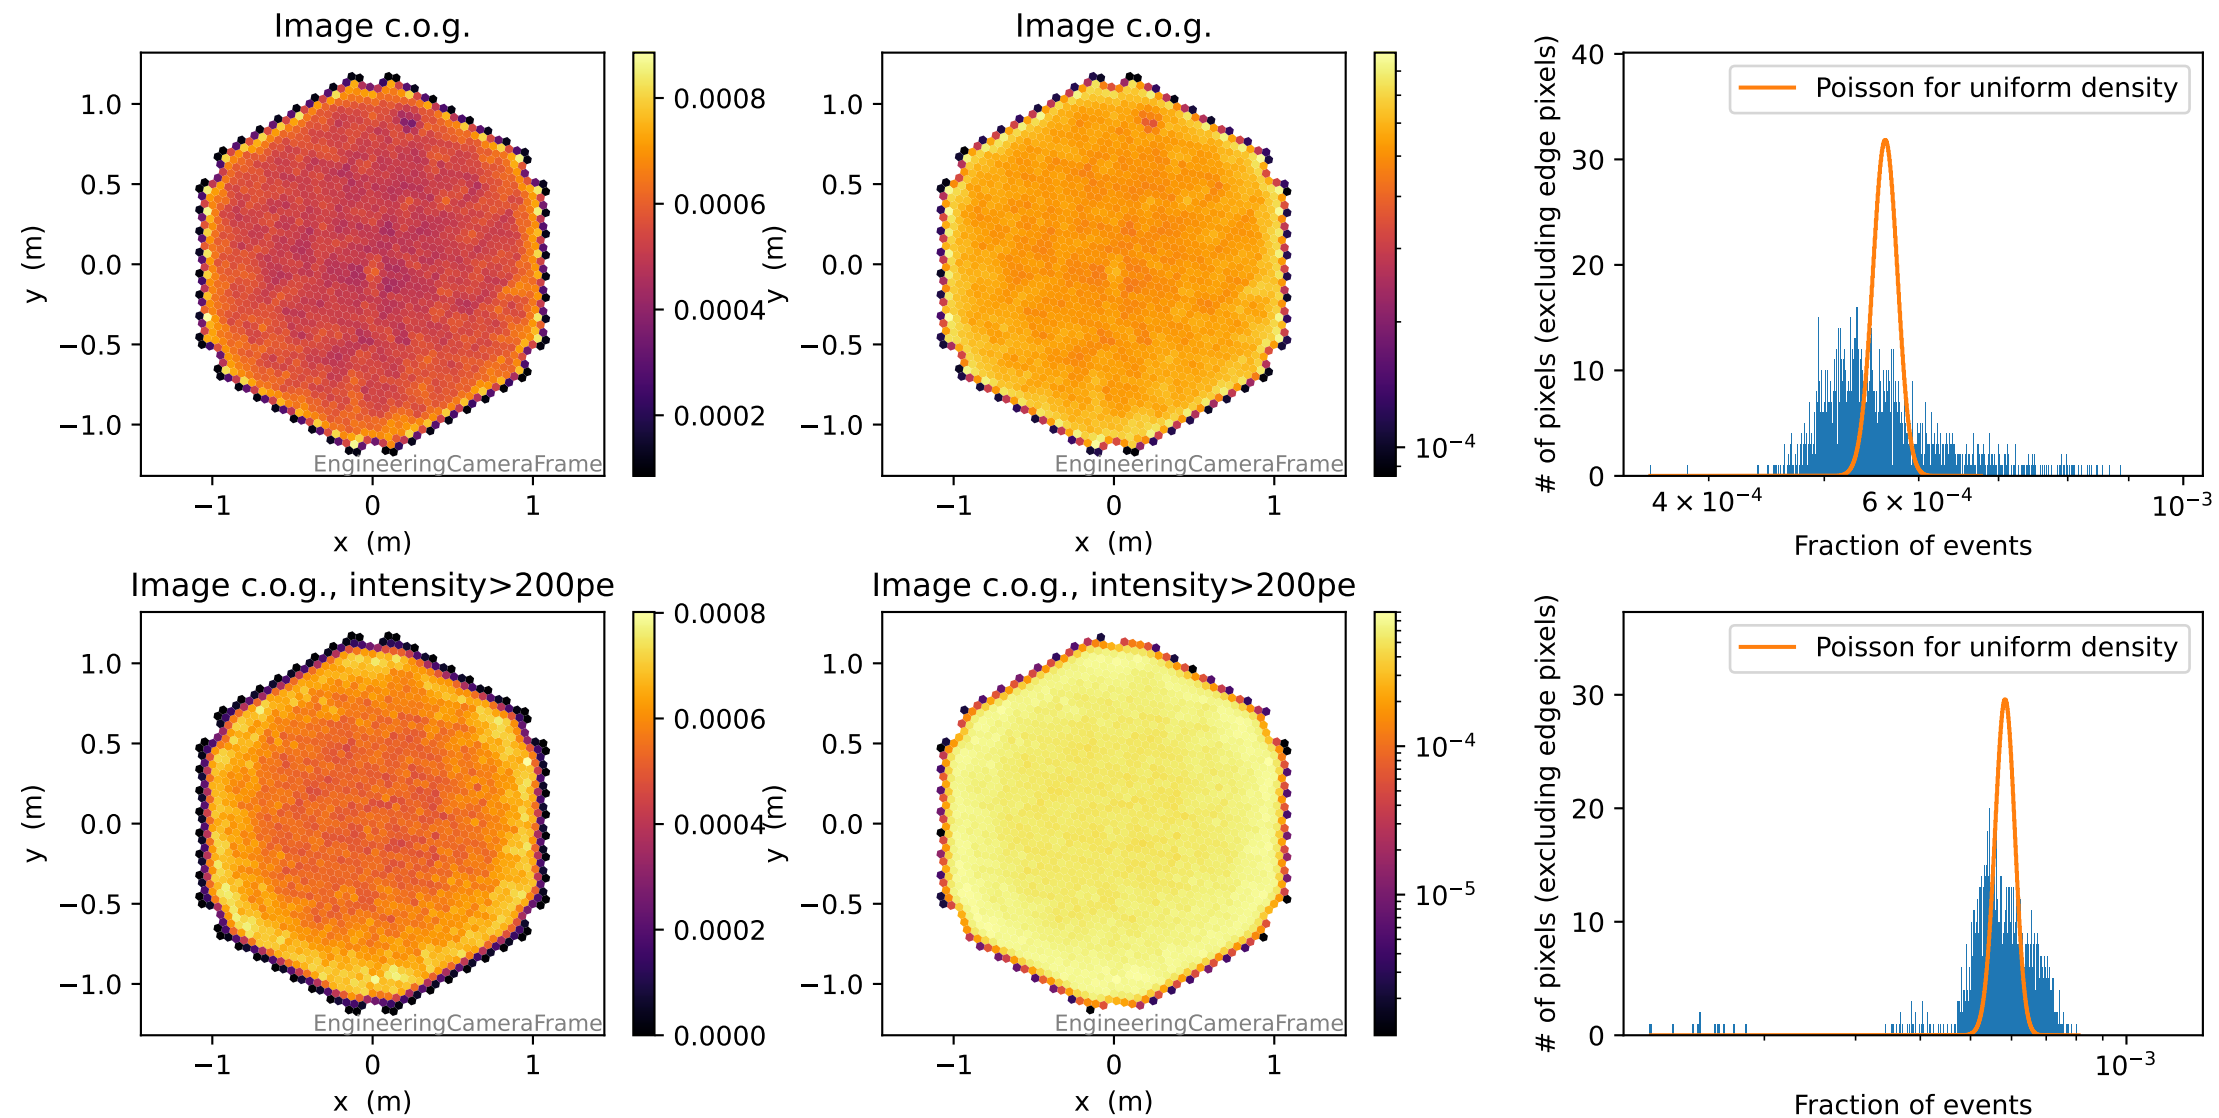 Image c.o.g.
1.0
0.5
0.0
−0.5
−1.0
y (m)
−1
0
1
x (m)
EngineeringCameraFrame
0.0008
0.0006
0.0004
0.0002
Image c.o.g.
1.0
0.5
0.0
−0.5
−1.0
y (m)
−1
0
1
x (m)
EngineeringCameraFrame
10⁻⁴
40
30
20
10
0
# of pixels (excluding edge pixels)
Poisson for uniform density
4 × 10⁻⁴
6 × 10⁻⁴
10⁻³
Fraction of events
Image c.o.g., intensity>200pe
1.0
0.5
0.0
−0.5
−1.0
y (m)
−1
0
1
x (m)
EngineeringCameraFrame
0.0008
0.0006
0.0004
0.0002
0.0000
Image c.o.g., intensity>200pe
1.0
0.5
0.0
−0.5
−1.0
y (m)
−1
0
1
x (m)
EngineeringCameraFrame
10⁻⁴
10⁻⁵
30
20
10
0
# of pixels (excluding edge pixels)
Poisson for uniform density
10⁻³
Fraction of events